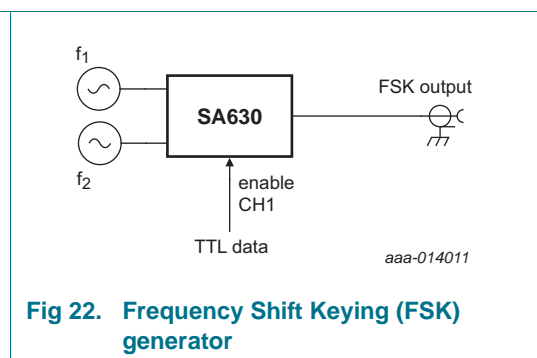 f1
SA630
FSK output
f2
enable
CH1
TTL data
aaa-014011
Fig 22. Frequency Shift Keying (FSK)
generator